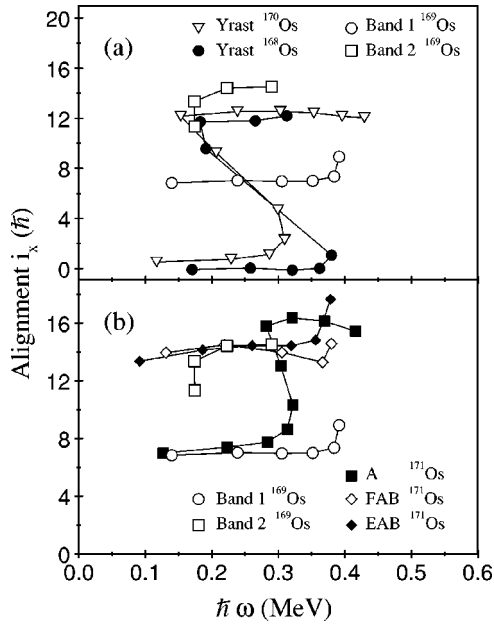 20
16
12
8
4
0
(a)
Yrast ¹⁷⁰Os
Yrast ¹⁶⁸Os
Band 1 ¹⁶⁹Os
Band 2 ¹⁶⁹Os
Alignment iₓ (ℏ)
20
16
12
8
4
0
(b)
Band 1 ¹⁶⁹Os
Band 2 ¹⁶⁹Os
A ¹⁷¹Os
FAB ¹⁷¹Os
EAB ¹⁷¹Os
0.0 0.1 0.2 0.3 0.4 0.5 0.6
ℏ ω (MeV)